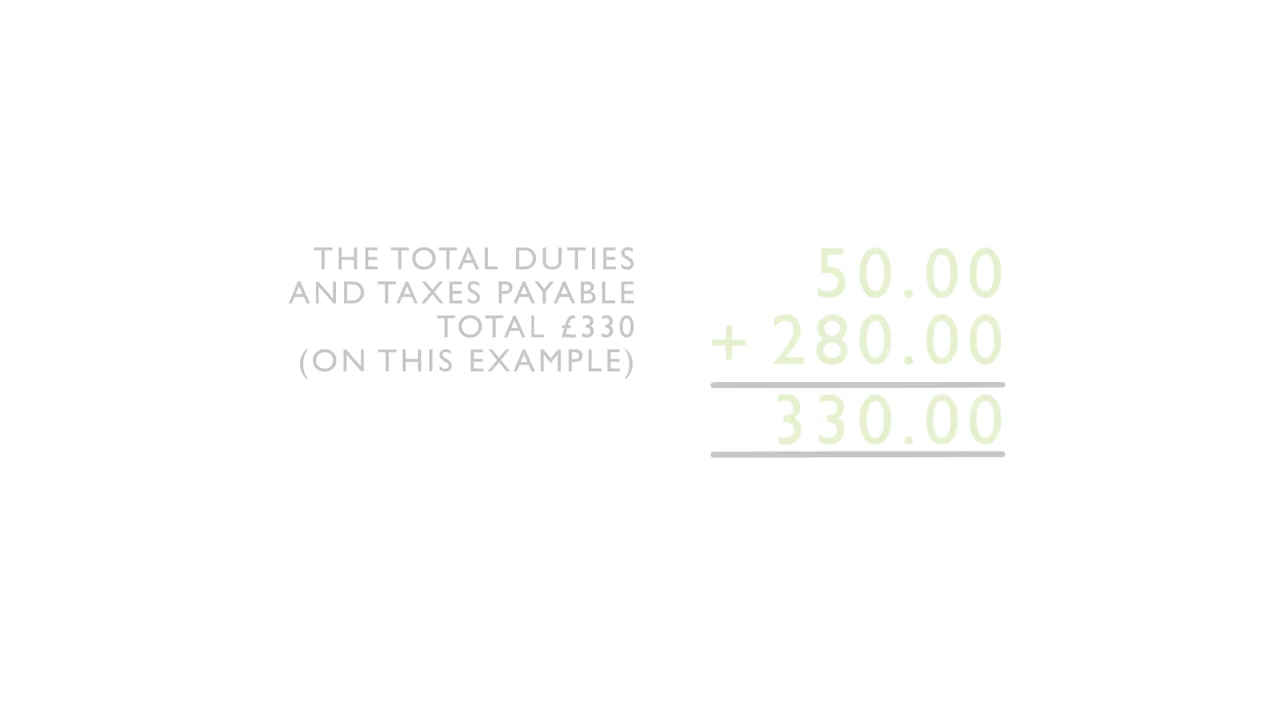 THE TOTAL DUTIES
AND TAXES PAYABLE
TOTAL £330
(ON THIS EXAMPLE)
50.00
+ 280.00
330.00